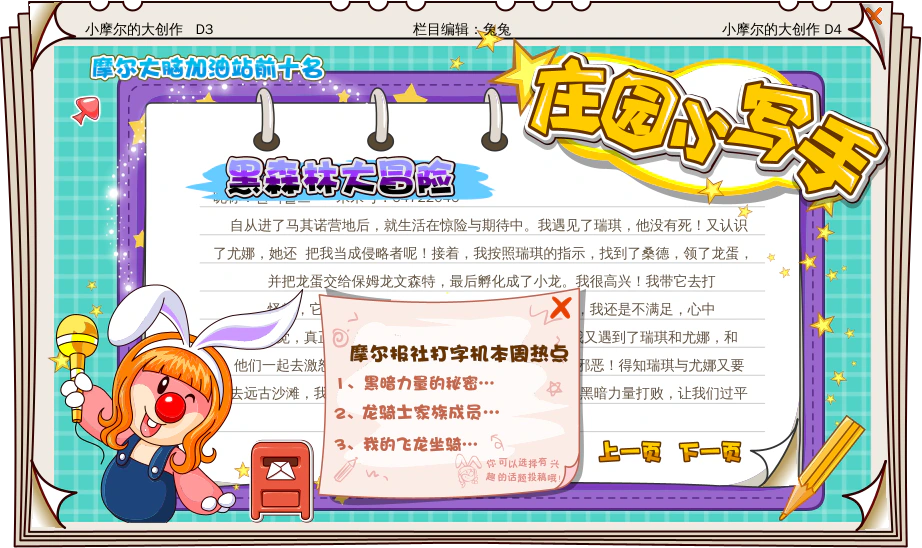 小摩尔的大创作 D3
栏目编辑：兔兔
小摩尔的大创作 D4
摩尔大脑加油站前十名
庄园小写手
黑森林大冒险
自从进了马其诺营地后，就生活在惊险与期待中。我遇见了瑞琪，他没有死！又认识
了尤娜，她还 把我当成侵略者呢！接着，我按照瑞琪的指示，找到了桑德，领了龙蛋，
并把龙蛋交给保姆龙文森特，最后孵化成了小龙。我很高兴！我带它去打
，它 ，我还是不满足，心中
觉，真正 我又遇到了瑞琪和尤娜，和
他们一起去激怒 邪恶！得知瑞琪与尤娜又要
去远古沙滩，我 黑暗力量打败，让我们过平
摩尔报社打字机本周热点
1、黑暗力量的秘密…
2、龙骑士家族成员…
3、我的飞龙坐骑…
你可以选择有兴
趣的话题投稿哦!
上一页 下一页